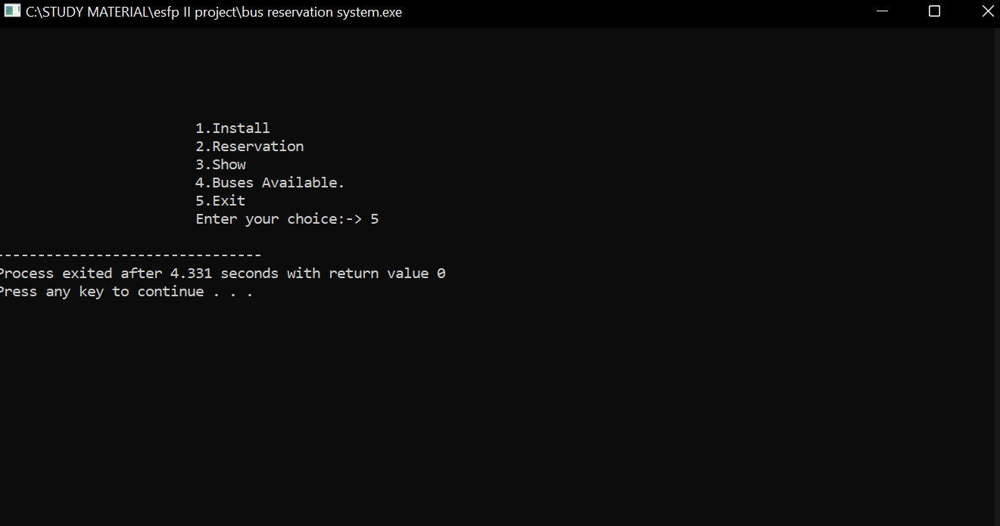 C:\STUDY MATERIAL\esfp II project\bus reservation system.exe
1.Install
2.Reservation
3.Show
4.Buses Available.
5.Exit
Enter your choice:-> 5
--------------------------------
Process exited after 4.331 seconds with return value 0
Press any key to continue . . .